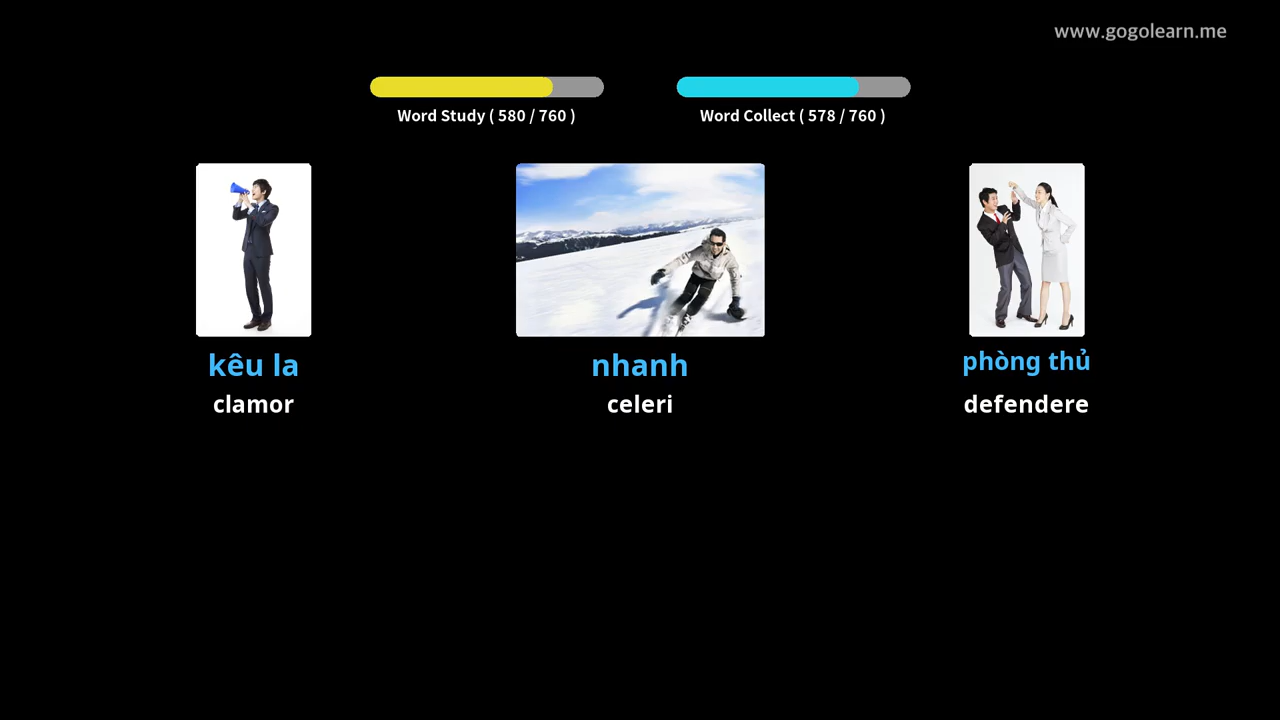 www.gogolearn.me
Word Study ( 580 / 760 )
Word Collect ( 578 / 760 )
kêu la
nhanh
phòng thủ
clamor
celeri
defendere